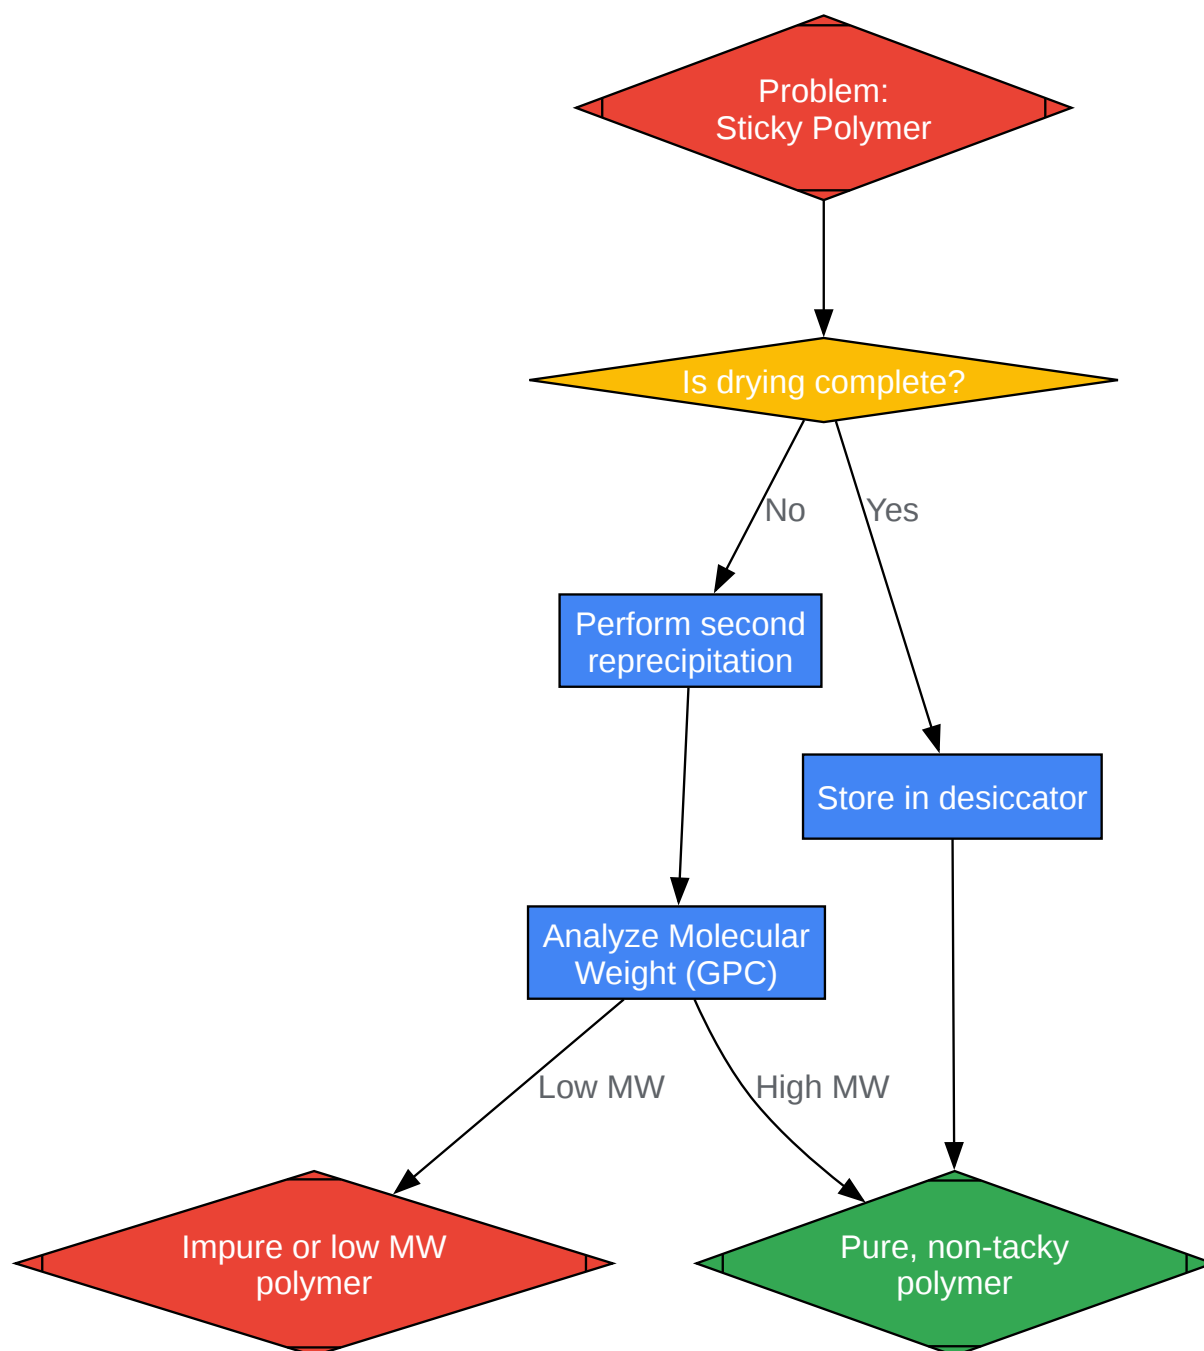 Problem:
Sticky Polymer
Is drying complete?
No
Yes
Perform second
reprecipitation
Store in desiccator
Analyze Molecular
Weight (GPC)
Low MW
High MW
Impure or low MW
polymer
Pure, non-tacky
polymer